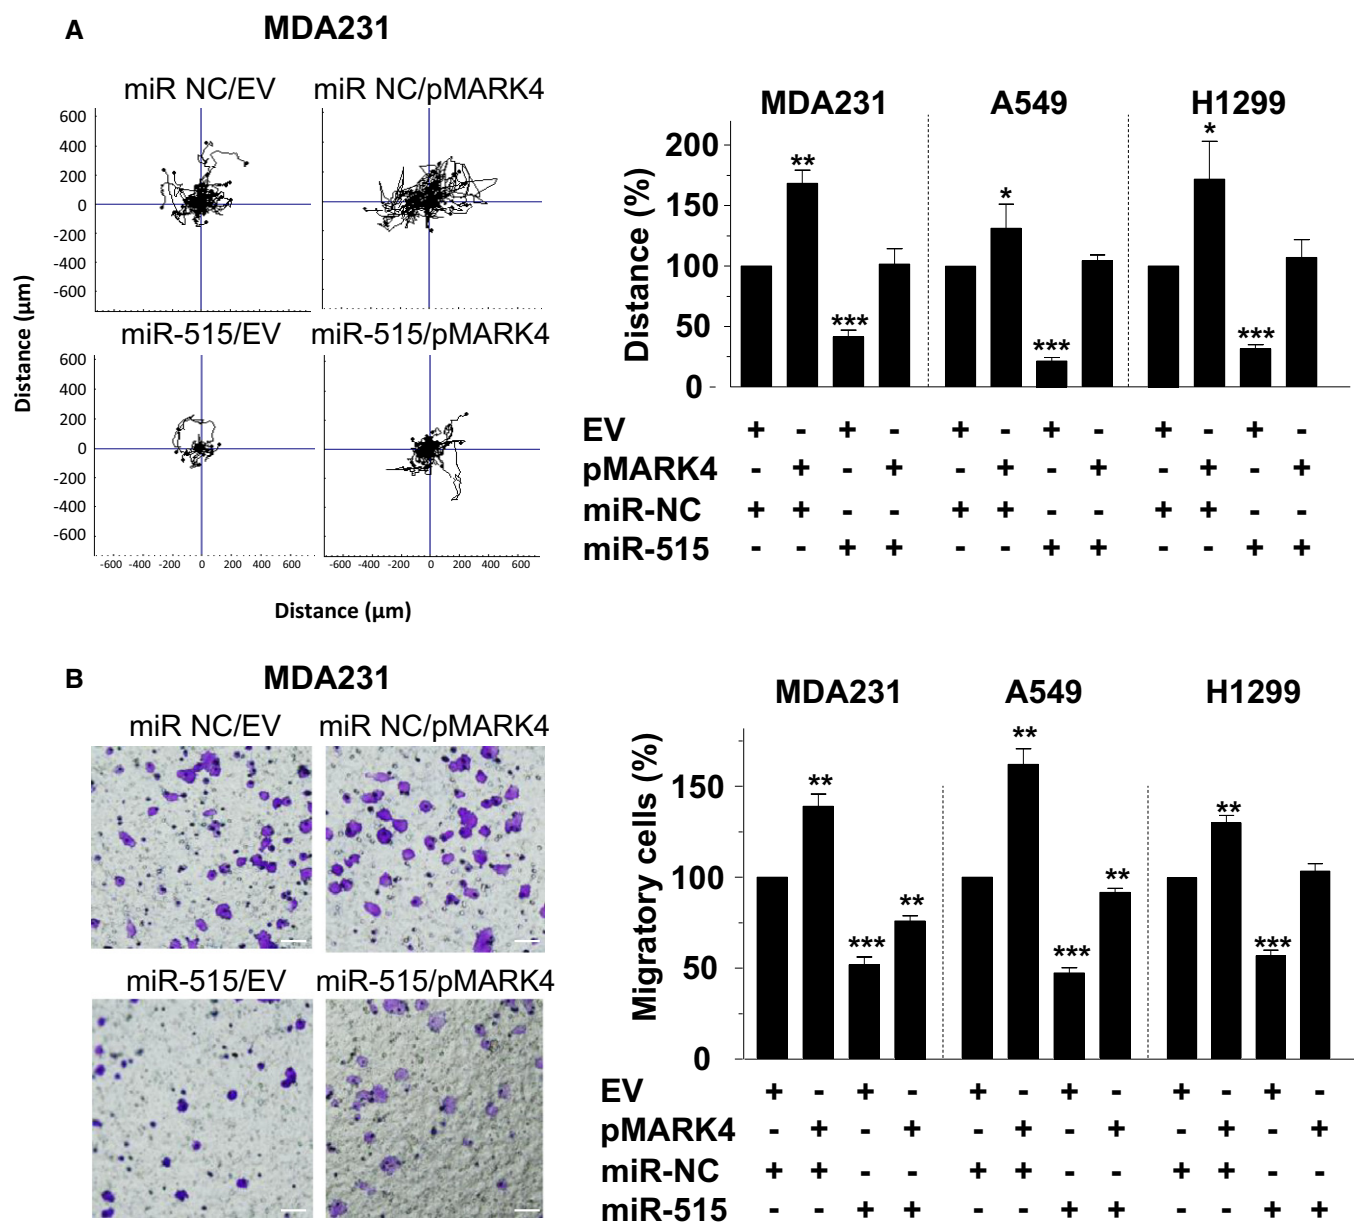 A
MDA231
miR NC/EV miR NC/pMARK4
600
400
200
0
-200
-400
-600
miR-515/EV miR-515/pMARK4
600
400
200
0
-200
-400
-600
-600 -400 -200 0 200 400 600 -600 -400 -200 0 200 400 600
Distance (µm)
Distance (µm)
MDA231 A549 H1299
Distance (%)
200
150
100
50
0
** *** * *** * ***
EV + - + - + - + - + - + -
pMARK4 - + - + - + - + - + - +
miR-NC + + - - + + - - + + - -
miR-515 - - + + - - + + - - + +
B
MDA231
miR NC/EV miR NC/pMARK4
miR-515/EV miR-515/pMARK4
MDA231 A549 H1299
Migratory cells (%)
150
100
50
0
** *** ** ** *** ** ** ***
EV + - + - + - + - + - + -
pMARK4 - + - + - + - + - + - +
miR-NC + + - - + + - - + + - -
miR-515 - - + + - - + + - - + +